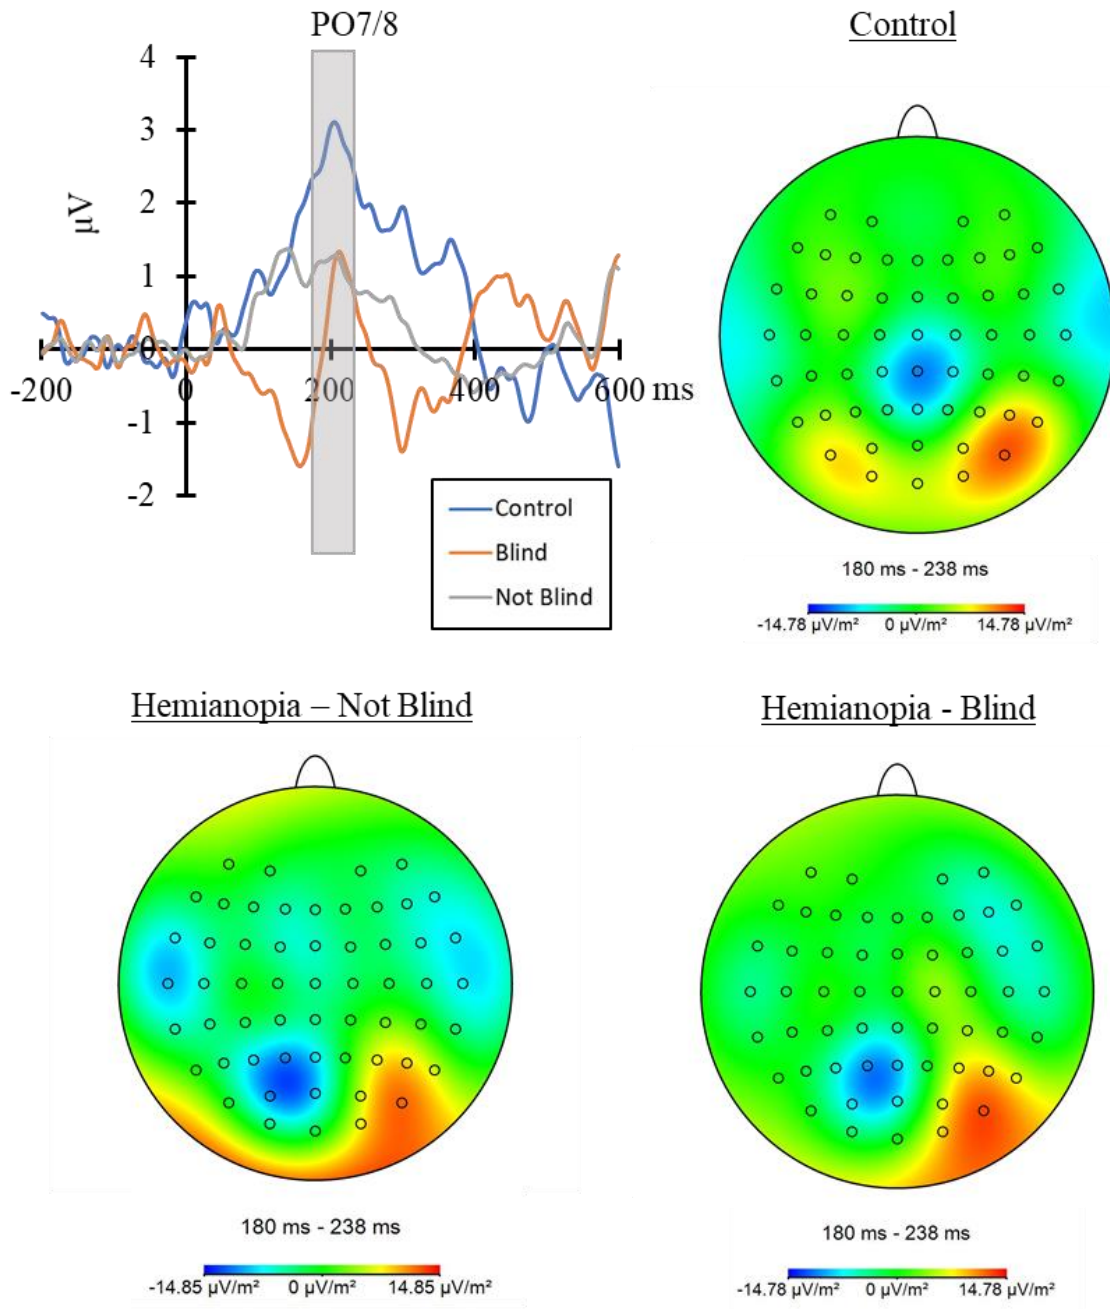 PO7/8
Control
4
3
2
1
0
-1
-2
µV
-200
0
200
400
600 ms
Control
Blind
Not Blind
180 ms - 238 ms
-14.78 µV/m²
0 µV/m²
14.78 µV/m²
Hemianopia – Not Blind
Hemianopia - Blind
180 ms - 238 ms
-14.85 µV/m²
0 µV/m²
14.85 µV/m²
180 ms - 238 ms
-14.78 µV/m²
0 µV/m²
14.78 µV/m²